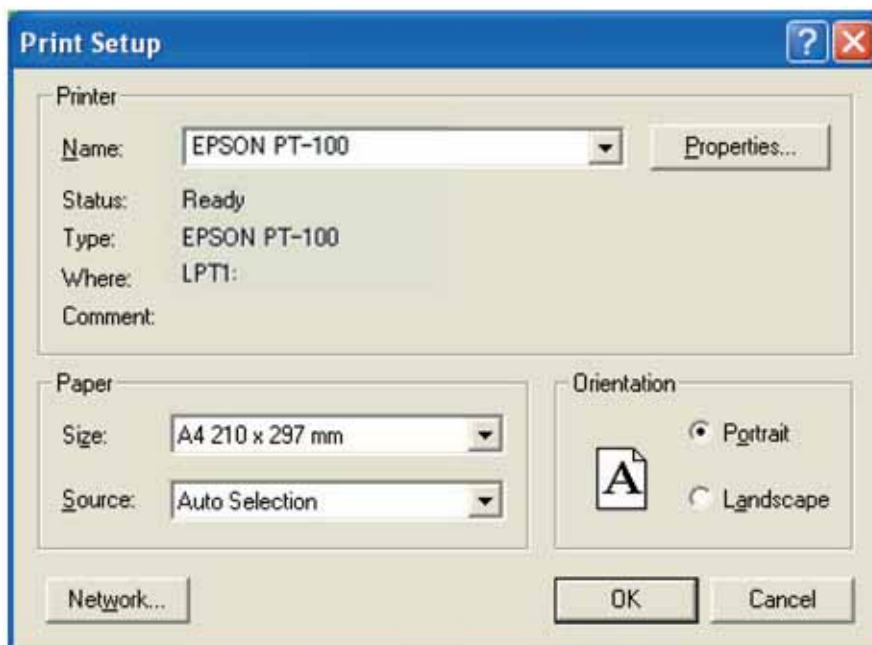 Print Setup
Printer
Name: EPSON PT-100 Properties...
Status: Ready
Type: EPSON PT-100
Where: LPT1:
Comment:
Paper
Size: A4 210 x 297 mm
Source: Auto Selection
Orientation
A
Portrait
Landscape
Network... OK Cancel